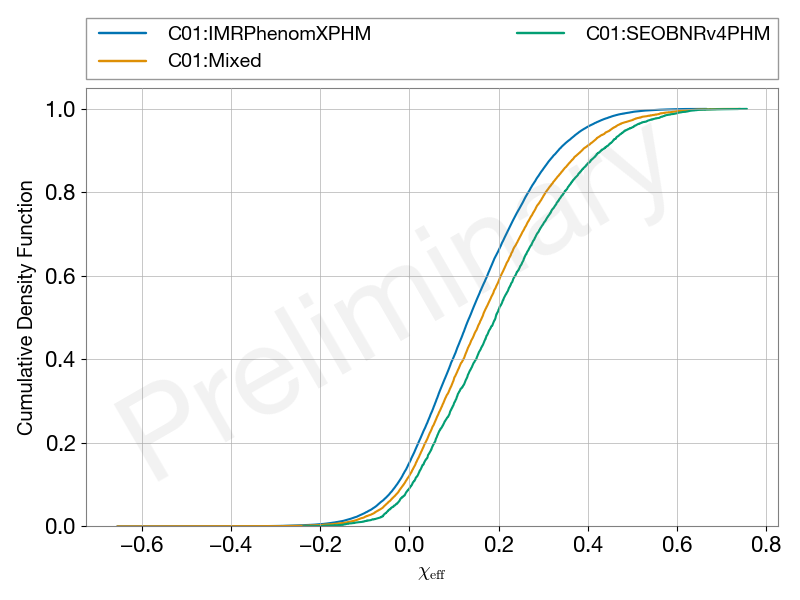 C01:IMRPhenomXPHM
C01:Mixed
C01:SEOBNRv4PHM
1.0
0.8
0.6
0.4
0.2
0.0
Cumulative Density Function
Preliminary
−0.6 −0.4 −0.2 0.0 0.2 0.4 0.6 0.8
χeff